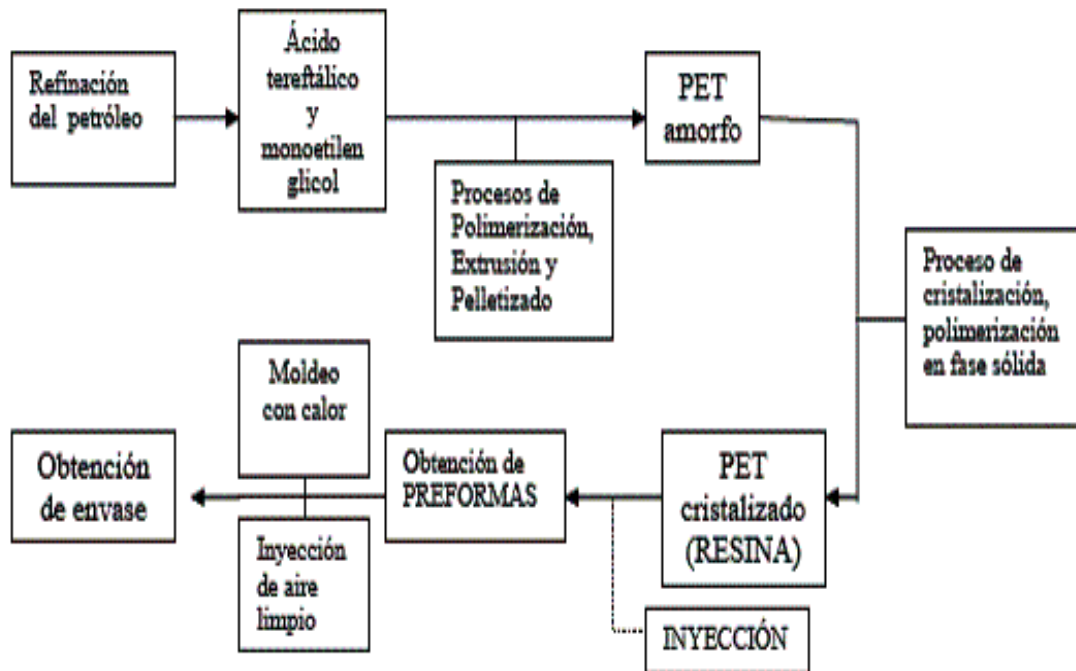 Refinación
del petróleo
Ácido
tereftálico
y
monoetilen
glicol
Procesos de
Polimerización,
Extrusión y
Pelletizado
PET
amorfo
Proceso de
cristalización,
polimerización
en fase sólida
PET
cristalizado
(RESINA)
INYECCIÓN
Obtención de
PREFORMAS
Moldeo
con calor
Inyección
de aire
limpio
Obtención
de envase